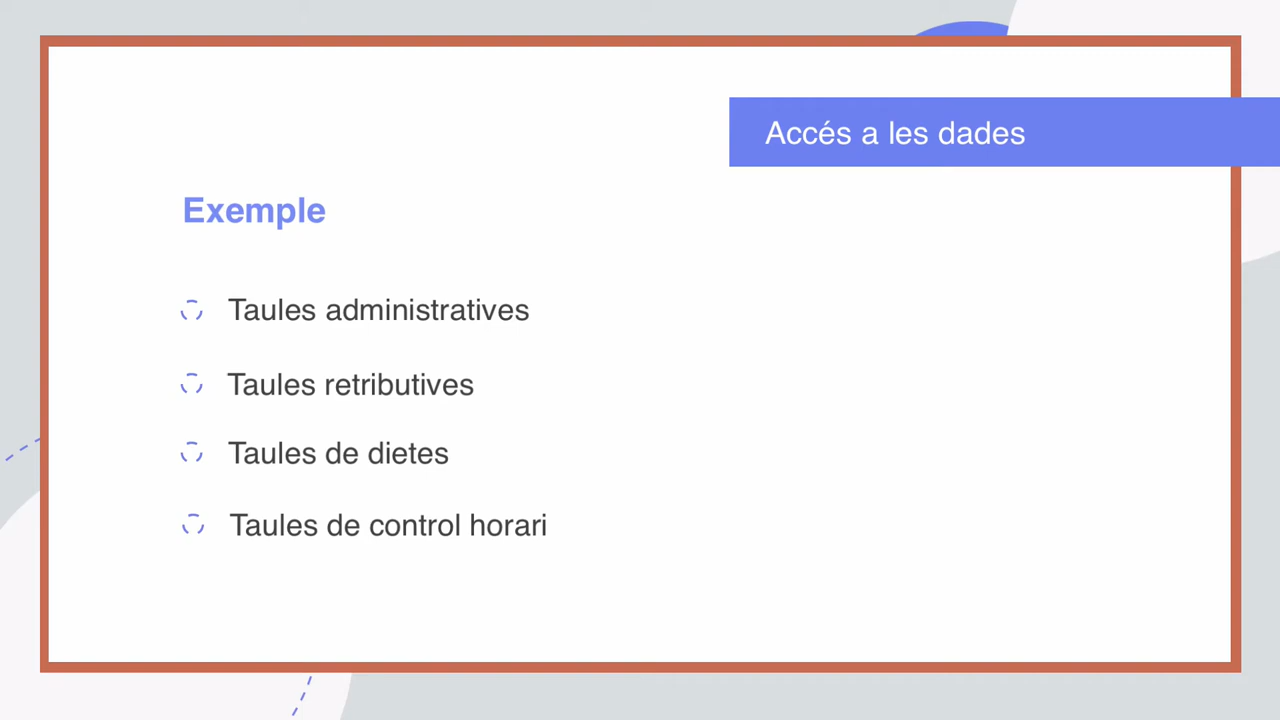 Accés a les dades
Exemple
Taules administratives
Taules retributives
Taules de dietes
Taules de control horari